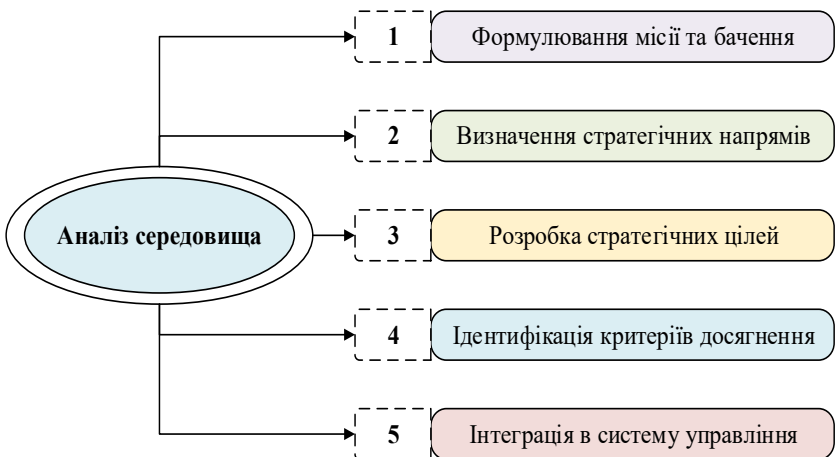 1 Формулювання місії та бачення
2 Визначення стратегічних напрямів
Аналіз середовища
3 Розробка стратегічних цілей
4 Ідентифікація критеріїв досягнення
5 Інтеграція в систему управління